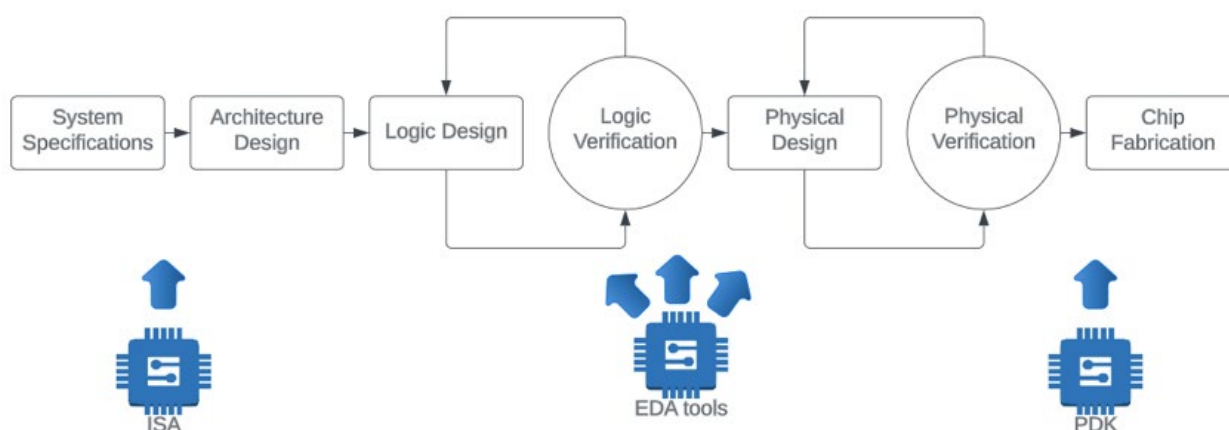 System
Specifications
Architecture
Design
Logic Design
Logic
Verification
Physical
Design
Physical
Verification
Chip
Fabrication
ISA
EDA tools
PDK